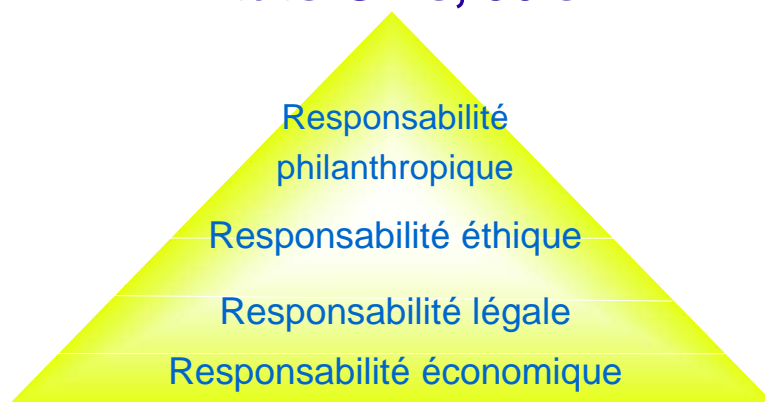 Responsabilité
philanthropique
Responsabilité éthique
Responsabilité légale
Responsabilité économique